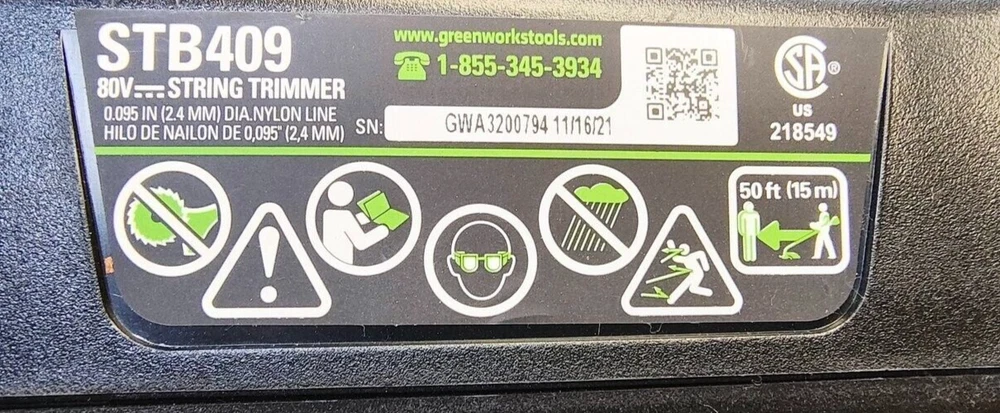 STB409
80V⎓STRING TRIMMER
0.095 IN (2.4 MM) DIA.NYLON LINE
HILO DE NAILON DE 0,095" (2,4 MM)
www.greenworkstools.com
1-855-345-3934
SN: GWA3200794 11/16/21
SA®
US
218549
50 ft (15 m)